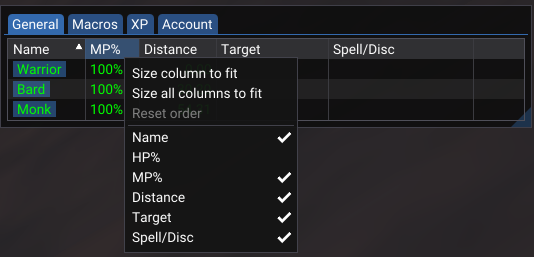 General Macros XP Account
Name MP% Distance Target Spell/Disc
Warrior 100%
Bard 100%
Monk 100%
Size column to fit
Size all columns to fit
Reset order
Name
HP%
MP%
Distance
Target
Spell/Disc